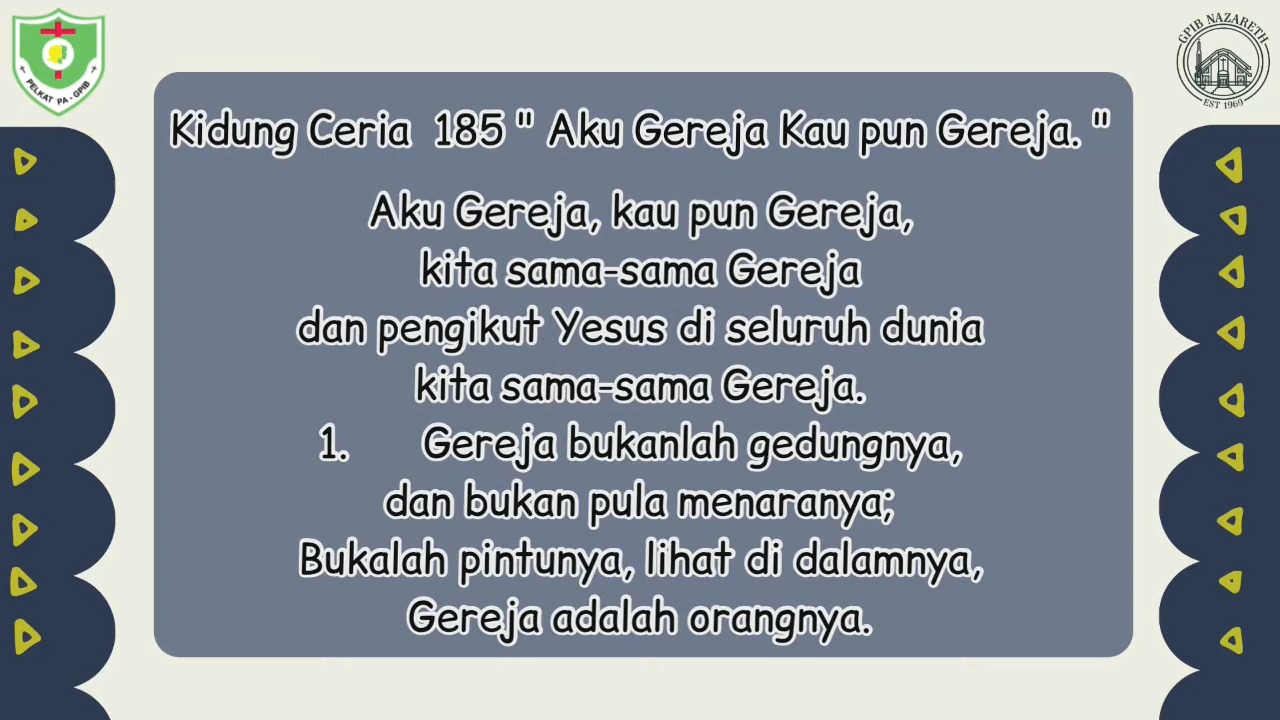 PELKAT PA - GPIB
GPIB NAZARETH
EST 1969
Kidung Ceria 185 " Aku Gereja Kau pun Gereja. "
Aku Gereja, kau pun Gereja,
kita sama-sama Gereja
dan pengikut Yesus di seluruh dunia
kita sama-sama Gereja.
1. Gereja bukanlah gedungnya,
dan bukan pula menaranya;
Bukalah pintunya, lihat di dalamnya,
Gereja adalah orangnya.